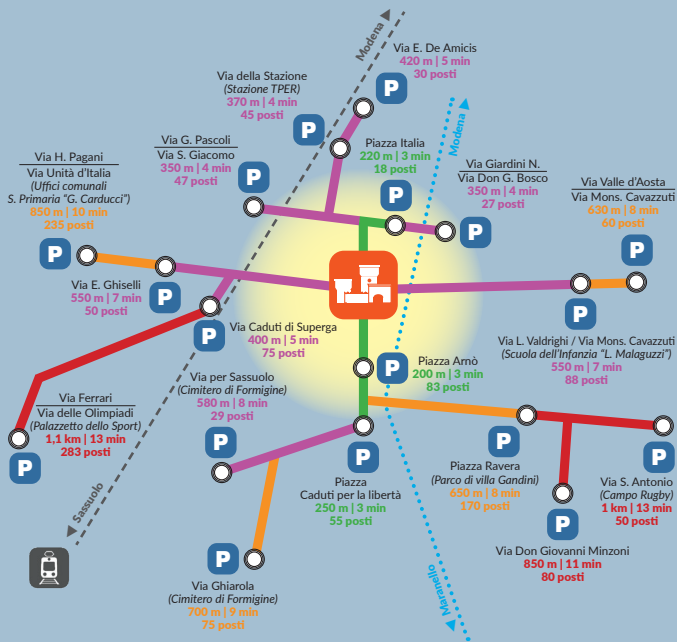 Modena
Via E. De Amicis
420 m | 5 min
30 posti
P
Via della Stazione
(Stazione TPER)
370 m | 4 min
45 posti
P
Via G. Pascoli
Via S. Giacomo
350 m | 4 min
47 posti
P
Piazza Italia
220 m | 3 min
18 posti
P
Modena
Via Giardini N.
Via Don G. Bosco
350 m | 4 min
27 posti
P
Via H. Pagani
Via Unità d'Italia
(Uffici comunali
S. Primaria "G. Carducci")
850 m | 10 min
235 posti
P
Via Valle d'Aosta
Via Mons. Cavazzuti
630 m | 8 min
60 posti
P
Via E. Ghiselli
550 m | 7 min
50 posti
P
Via Caduti di Superga
400 m | 5 min
75 posti
P
Via L. Valdrighi / Via Mons. Cavazzuti
(Scuola dell'Infanzia "L. Malaguzzi")
550 m | 7 min
88 posti
P
Piazza Arnò
200 m | 3 min
83 posti
P
Via per Sassuolo
(Cimitero di Formigine)
580 m | 8 min
29 posti
P
Via Ferrari
Via delle Olimpiadi
(Palazzetto dello Sport)
1,1 km | 13 min
283 posti
P
Piazza
Caduti per la libertà
250 m | 3 min
55 posti
P
Piazza Ravera
(Parco di villa Gandini)
650 m | 8 min
170 posti
P
Via S. Antonio
(Campo Rugby)
1 km | 13 min
50 posti
P
Via Don Giovanni Minzoni
850 m | 11 min
80 posti
P
Sassuolo
Via Ghiarola
(Cimitero di Formigine)
700 m | 9 min
75 posti
P
Maranello